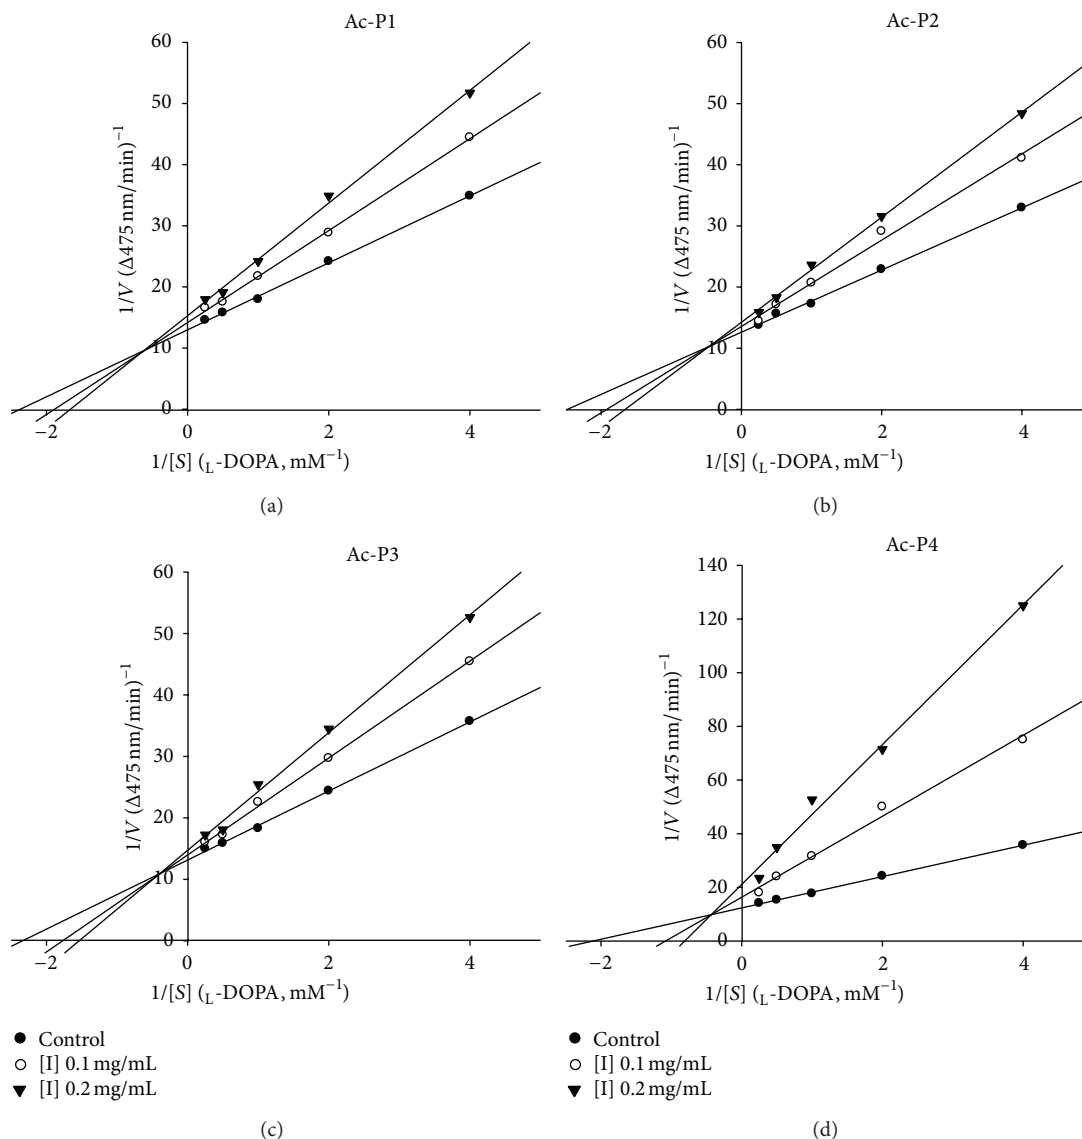 Ac-P1
60
50
40
30
20
10
0
1/V (Δ475 nm/min)⁻¹
−2 0 2 4
1/[S] (L-DOPA, mM⁻¹)
(a)
Ac-P2
60
50
40
30
20
10
0
1/V (Δ475 nm/min)⁻¹
−2 0 2 4
1/[S] (L-DOPA, mM⁻¹)
(b)
Ac-P3
60
50
40
30
20
10
0
1/V (Δ475 nm/min)⁻¹
−2 0 2 4
1/[S] (L-DOPA, mM⁻¹)
Control
[I] 0.1 mg/mL
[I] 0.2 mg/mL
(c)
Ac-P4
140
120
100
80
60
40
20
0
1/V (Δ475 nm/min)⁻¹
−2 0 2 4
1/[S] (L-DOPA, mM⁻¹)
Control
[I] 0.1 mg/mL
[I] 0.2 mg/mL
(d)